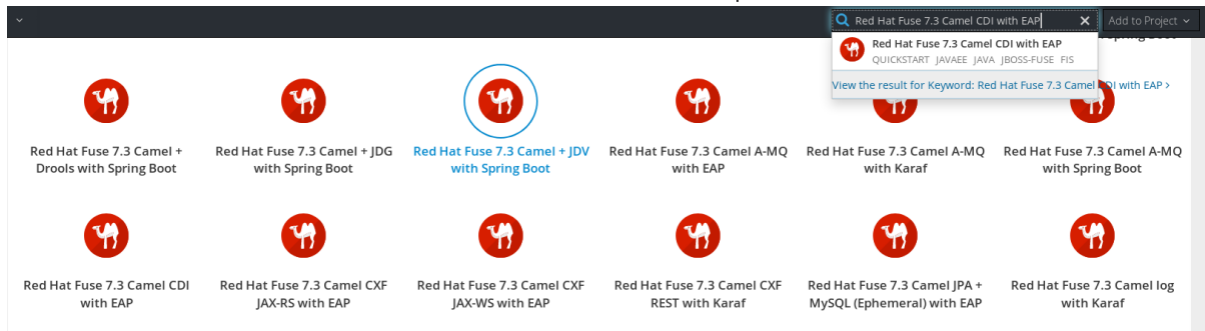 Red Hat Fuse 7.3 Camel CDI with EAP
Add to Project
Red Hat Fuse 7.3 Camel CDI with EAP
QUICKSTART JAVAEE JAVA JBOSS-FUSE FIS
View the result for Keyword: Red Hat Fuse 7.3 Camel CDI with EAP >
Red Hat Fuse 7.3 Camel +
Drools with Spring Boot
Red Hat Fuse 7.3 Camel + JDG
with Spring Boot
Red Hat Fuse 7.3 Camel + JDV
with Spring Boot
Red Hat Fuse 7.3 Camel A-MQ
with EAP
Red Hat Fuse 7.3 Camel A-MQ
with Karaf
Red Hat Fuse 7.3 Camel A-MQ
with Spring Boot
Red Hat Fuse 7.3 Camel CDI
with EAP
Red Hat Fuse 7.3 Camel CXF
JAX-RS with EAP
Red Hat Fuse 7.3 Camel CXF
JAX-WS with EAP
Red Hat Fuse 7.3 Camel CXF
REST with Karaf
Red Hat Fuse 7.3 Camel JPA +
MySQL (Ephemeral) with EAP
Red Hat Fuse 7.3 Camel log
with Karaf